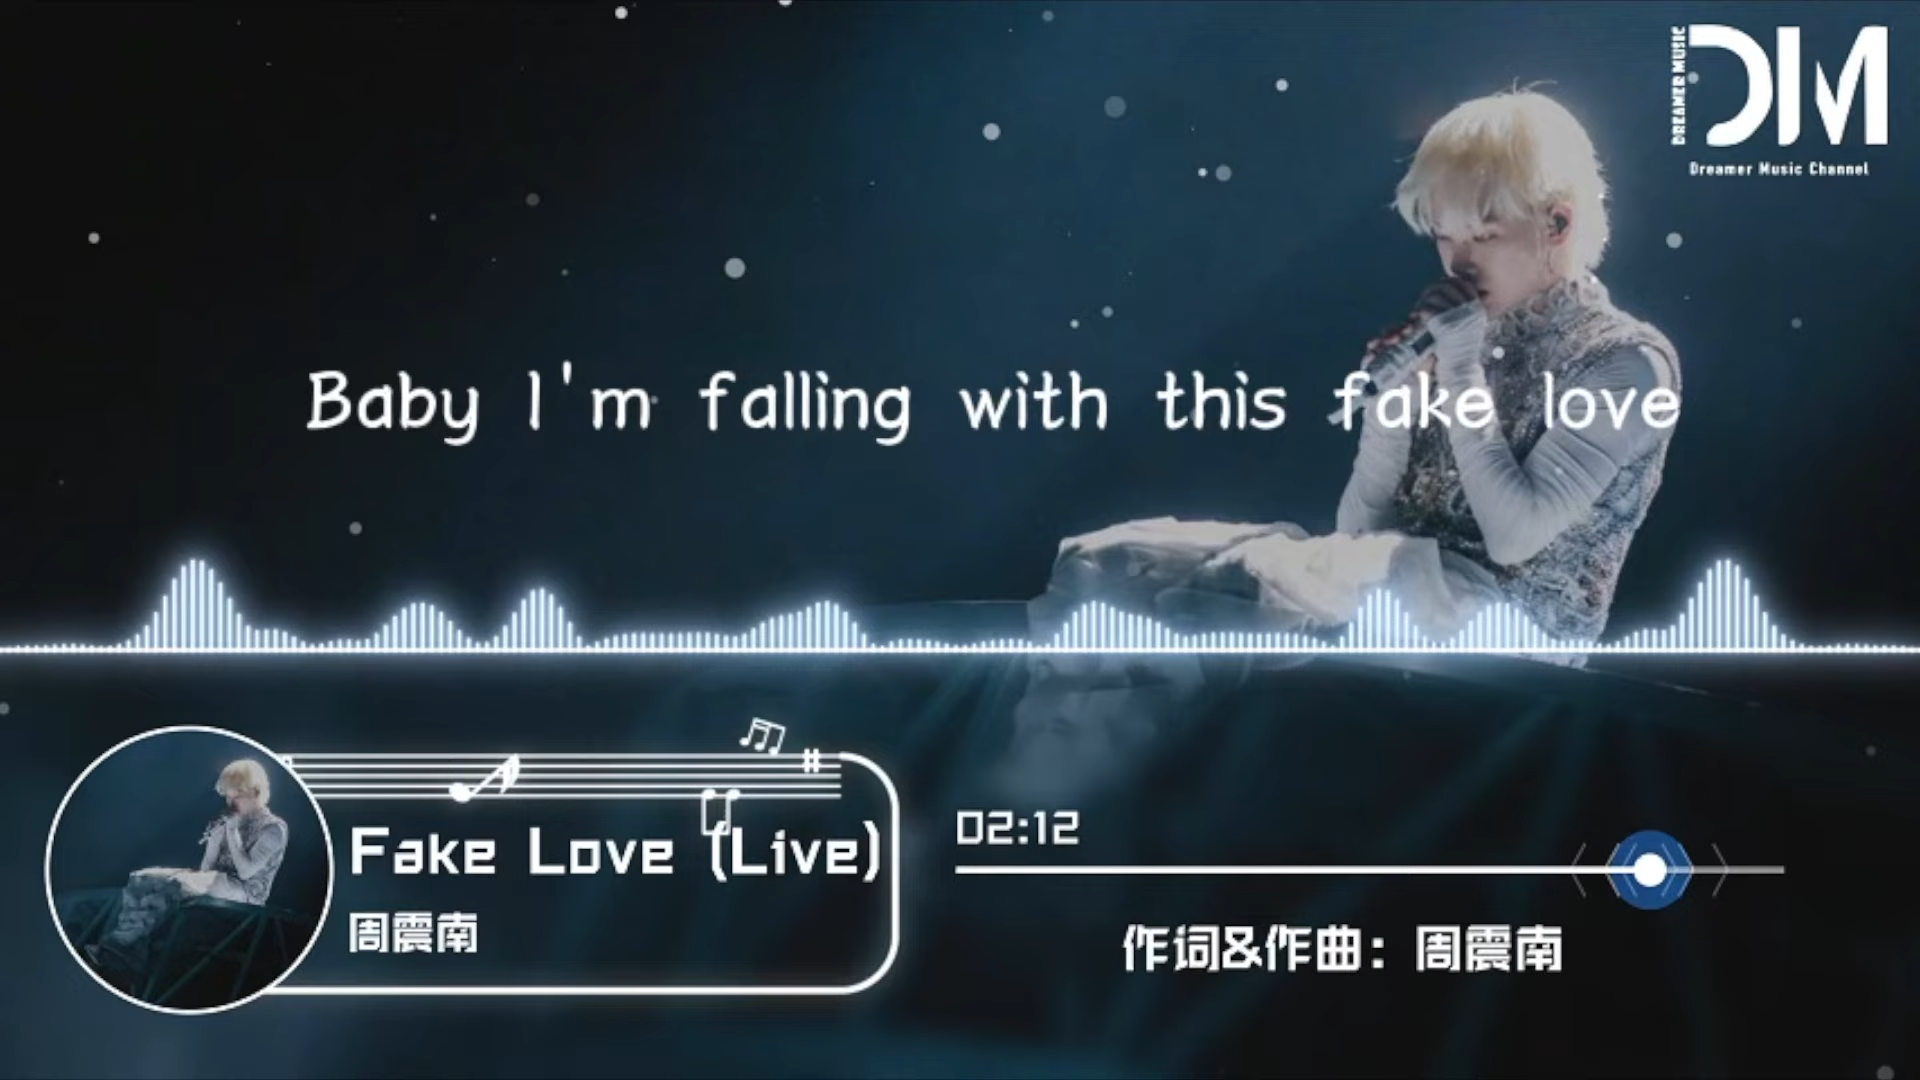 DREAMER MUSIC
DM
Dreamer Music Channel
Baby I'm falling with this fake love
Fake Love (Live)
周震南
02:12
作词&作曲：周震南